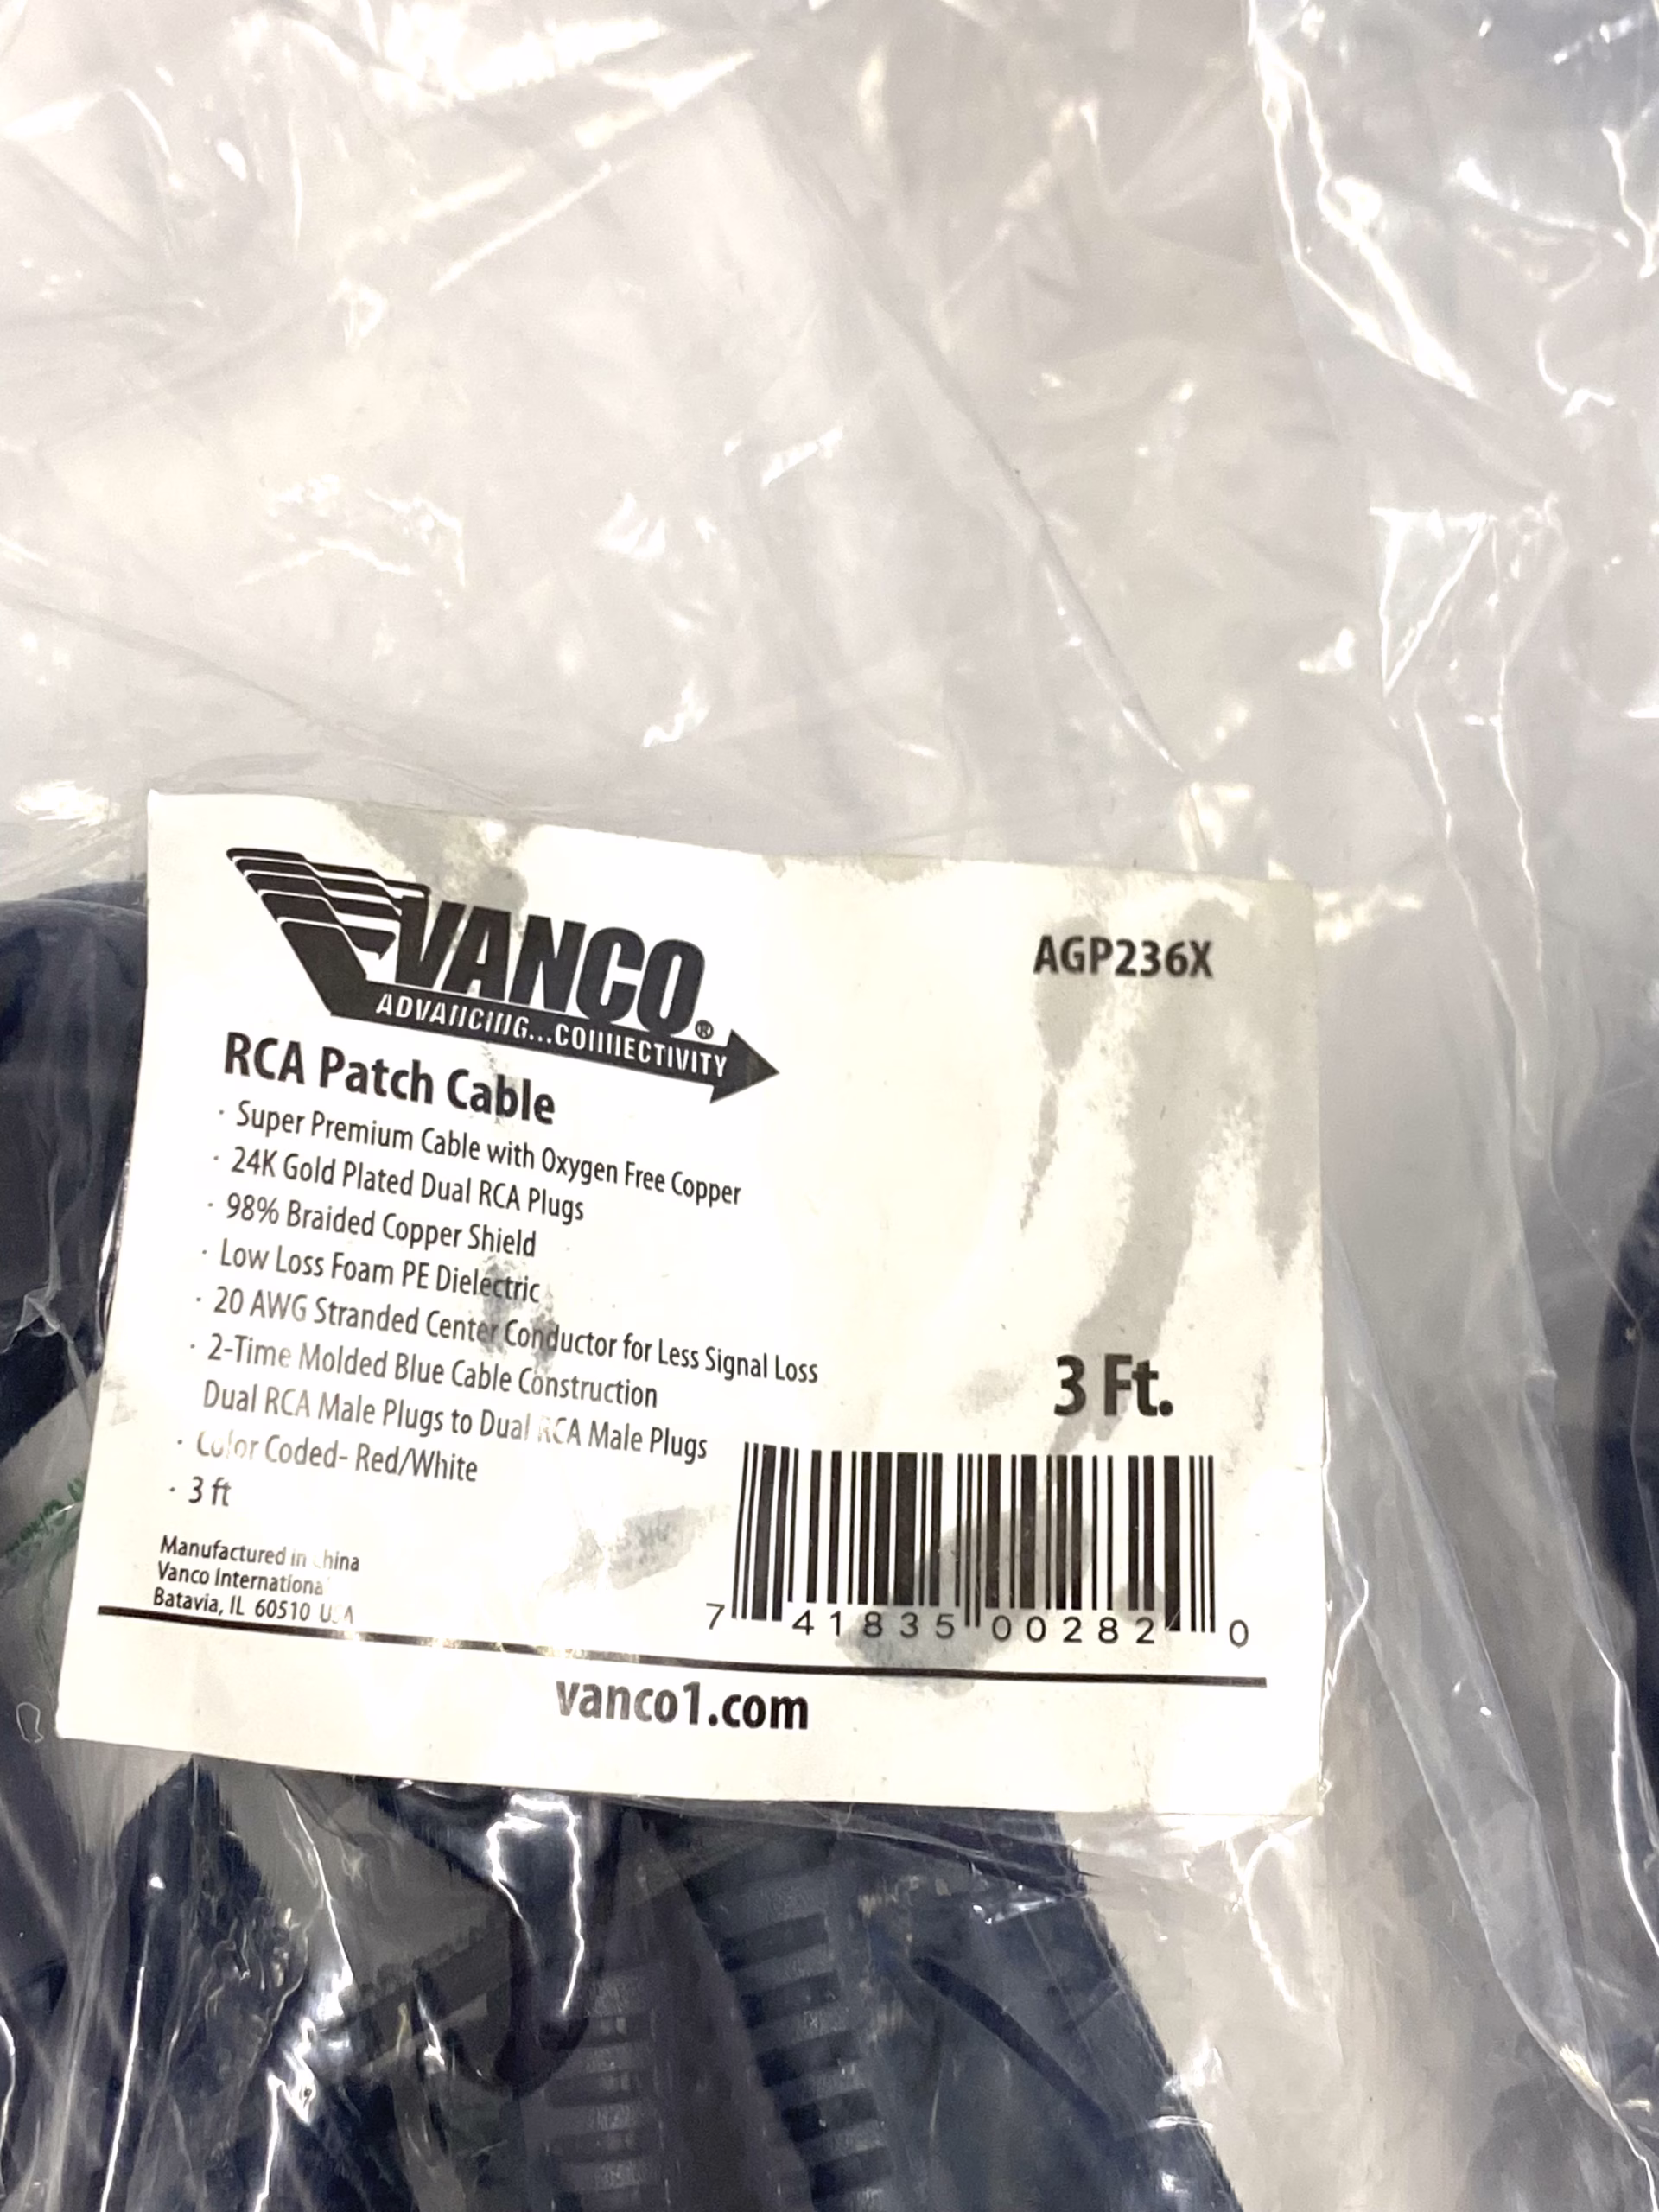 VANCO®
ADVANCING...CONNECTIVITY
AGP236X
RCA Patch Cable
· Super Premium Cable with Oxygen Free Copper
· 24K Gold Plated Dual RCA Plugs
· 98% Braided Copper Shield
· Low Loss Foam PE Dielectric
· 20 AWG Stranded Center Conductor for Less Signal Loss
· 2-Time Molded Blue Cable Construction
Dual RCA Male Plugs to Dual RCA Male Plugs
· Color Coded- Red/White
· 3 ft
3 Ft.
Manufactured in China
Vanco International
Batavia, IL 60510 USA
7 41835 00282 0
vanco1.com